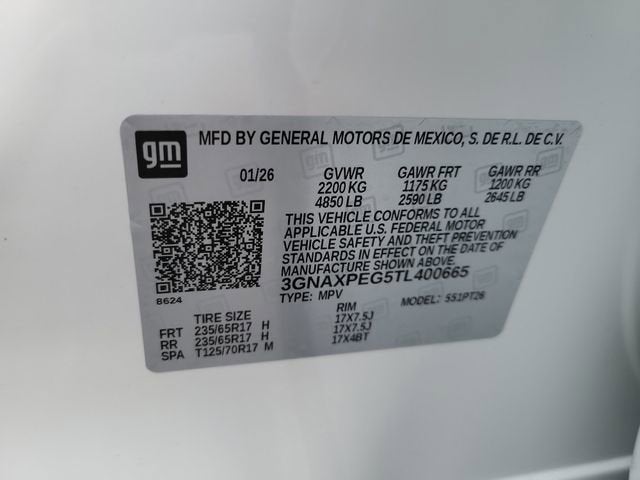 gm
MFD BY GENERAL MOTORS DE MEXICO, S. DE R.L. DE C.V.
01/26 GVWR GAWR FRT GAWR RR
2200 KG 1175 KG 1200 KG
4850 LB 2590 LB 2645 LB
THIS VEHICLE CONFORMS TO ALL
APPLICABLE U.S. FEDERAL MOTOR
VEHICLE SAFETY AND THEFT PREVENTION
STANDARDS IN EFFECT ON THE DATE OF
MANUFACTURE SHOWN ABOVE.
3GNAXPEG5TL400665
TYPE: MPV MODEL: 551PT26
8624
TIRE SIZE RIM
FRT 235/65R17 H 17X7.5J
RR 235/65R17 H 17X7.5J
SPA T125/70R17 M 17X4BT